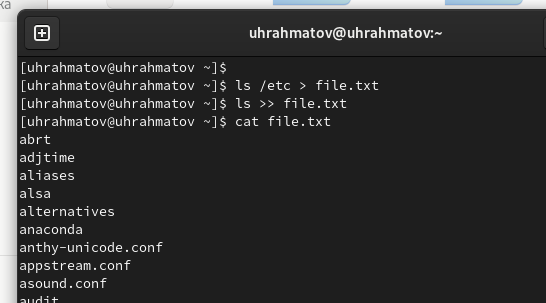 ka
uhrahmatov@uhrahmatov:~
[uhrahmatov@uhrahmatov ~]$
[uhrahmatov@uhrahmatov ~]$ ls /etc > file.txt
[uhrahmatov@uhrahmatov ~]$ ls >> file.txt
[uhrahmatov@uhrahmatov ~]$ cat file.txt
abrt
adjtime
aliases
alsa
alternatives
anaconda
anthy-unicode.conf
appstream.conf
asound.conf
audit